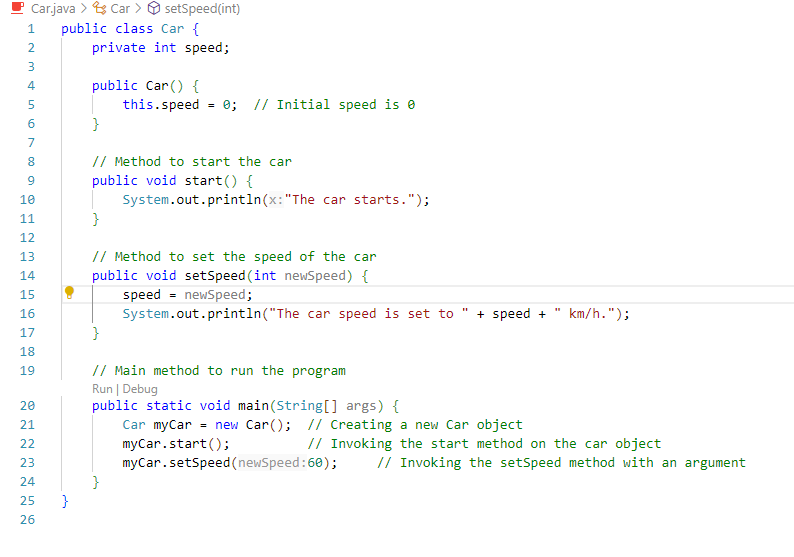 Car.java > Car > setSpeed(int)
1 public class Car {
2     private int speed;
3
4     public Car() {
5         this.speed = 0;  // Initial speed is 0
6     }
7
8     // Method to start the car
9     public void start() {
10         System.out.println(x:"The car starts.");
11     }
12
13     // Method to set the speed of the car
14     public void setSpeed(int newSpeed) {
15         speed = newSpeed;
16         System.out.println("The car speed is set to " + speed + " km/h.");
17     }
18
19     // Main method to run the program
Run | Debug
20     public static void main(String[] args) {
21         Car myCar = new Car();  // Creating a new Car object
22         myCar.start();          // Invoking the start method on the car object
23         myCar.setSpeed(newSpeed:60);     // Invoking the setSpeed method with an argument
24     }
25 }
26